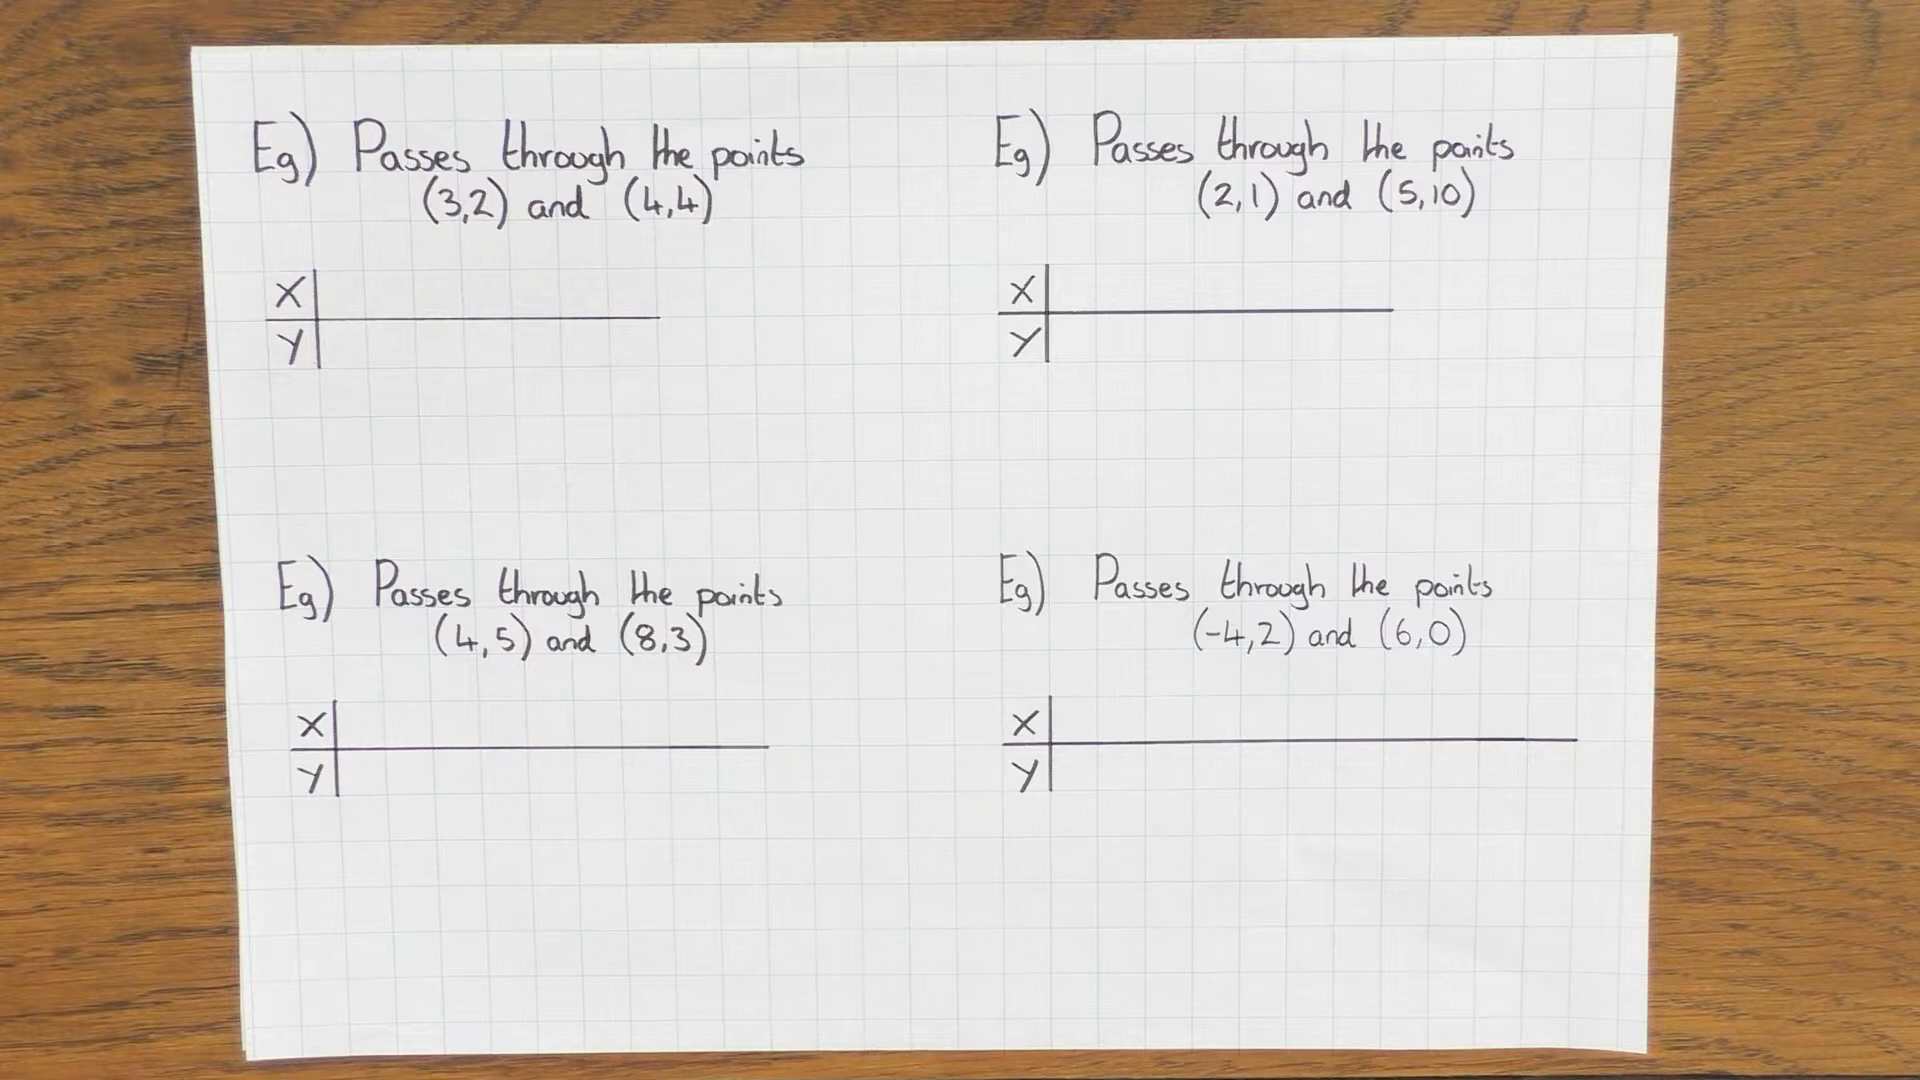 Eg) Passes through the points
(3,2) and (4,4)
X
Y
Eg) Passes through the points
(2,1) and (5,10)
X
Y
Eg) Passes through the points
(4,5) and (8,3)
X
Y
Eg) Passes through the points
(-4,2) and (6,0)
X
Y